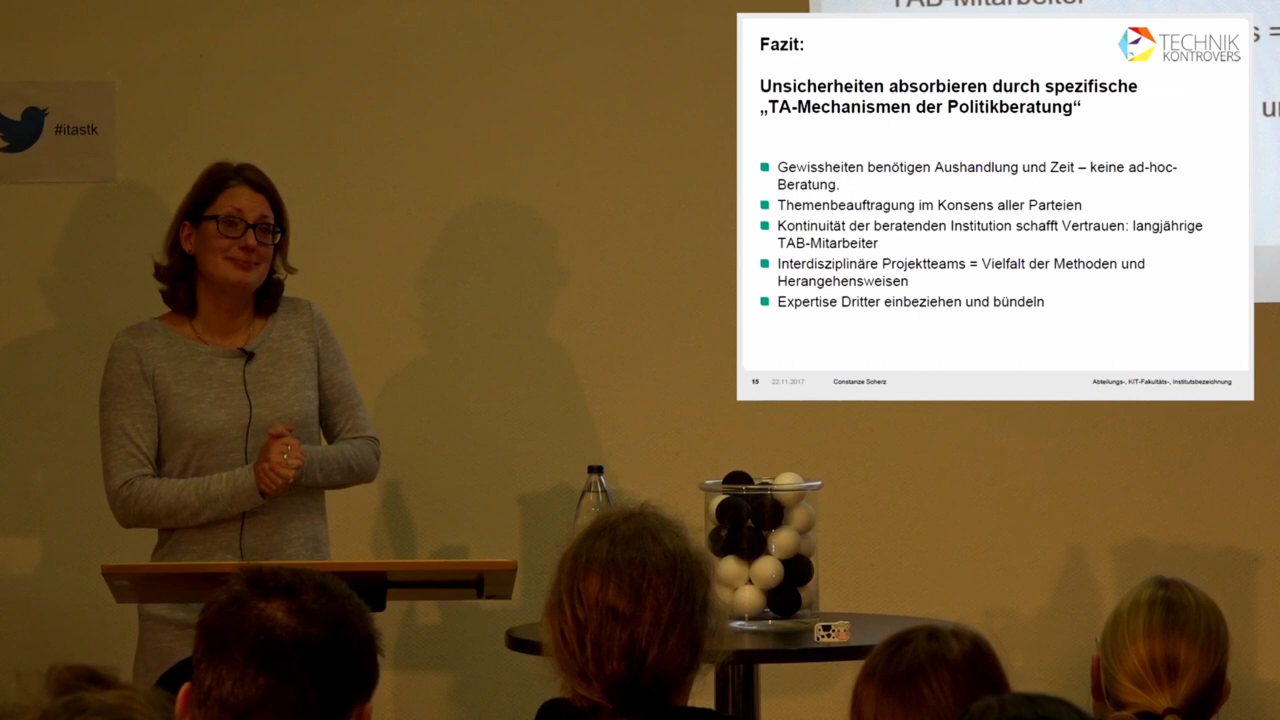 TAB-Mitarbeiter
#itastk
Fazit:
TECHNIK
KONTROVERS
Unsicherheiten absorbieren durch spezifische
„TA-Mechanismen der Politikberatung“
Gewissheiten benötigen Aushandlung und Zeit – keine ad-hoc-
Beratung.
Themenbeauftragung im Konsens aller Parteien
Kontinuität der beratenden Institution schafft Vertrauen: langjährige
TAB-Mitarbeiter
Interdisziplinäre Projektteams = Vielfalt der Methoden und
Herangehensweisen
Expertise Dritter einbeziehen und bündeln
15 22.11.2017 Constanze Scherz Abteilungs-, KIT-Fakultäts-, Institutsbezeichnung